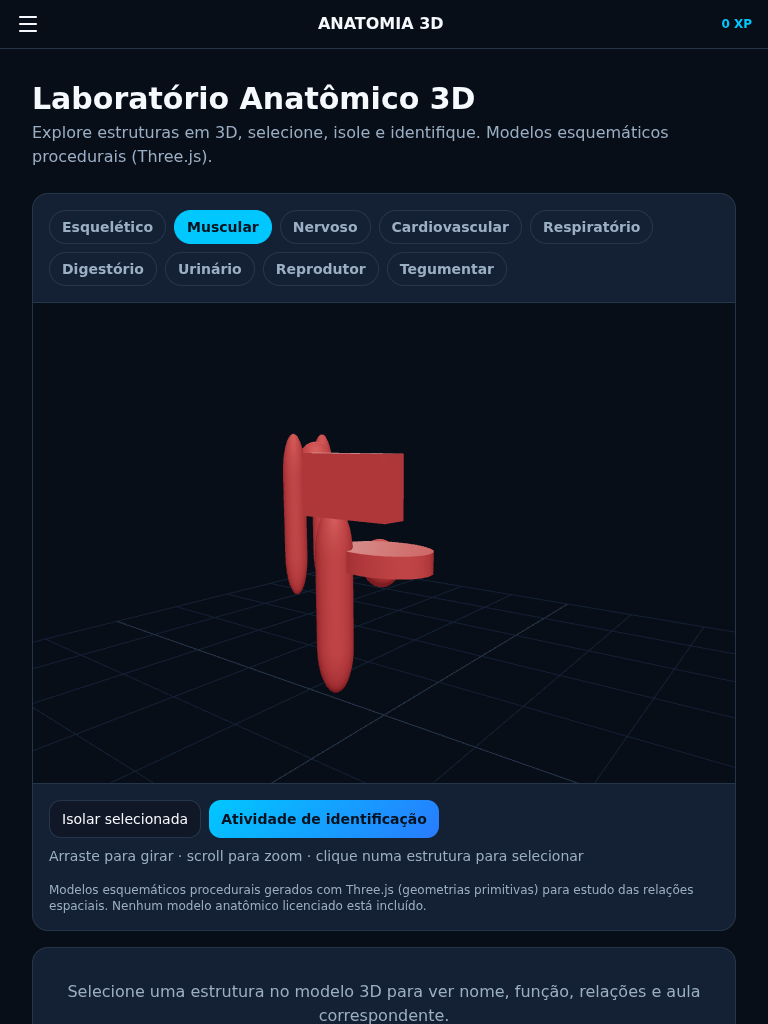 ANATOMIA 3D
0 XP
Laboratório Anatômico 3D
Explore estruturas em 3D, selecione, isole e identifique. Modelos esquemáticos
procedurais (Three.js).
Esquelético Muscular Nervoso Cardiovascular Respiratório
Digestório Urinário Reprodutor Tegumentar
Isolar selecionada Atividade de identificação
Arraste para girar · scroll para zoom · clique numa estrutura para selecionar
Modelos esquemáticos procedurais gerados com Three.js (geometrias primitivas) para estudo das relações
espaciais. Nenhum modelo anatômico licenciado está incluído.
Selecione uma estrutura no modelo 3D para ver nome, função, relações e aula
correspondente.